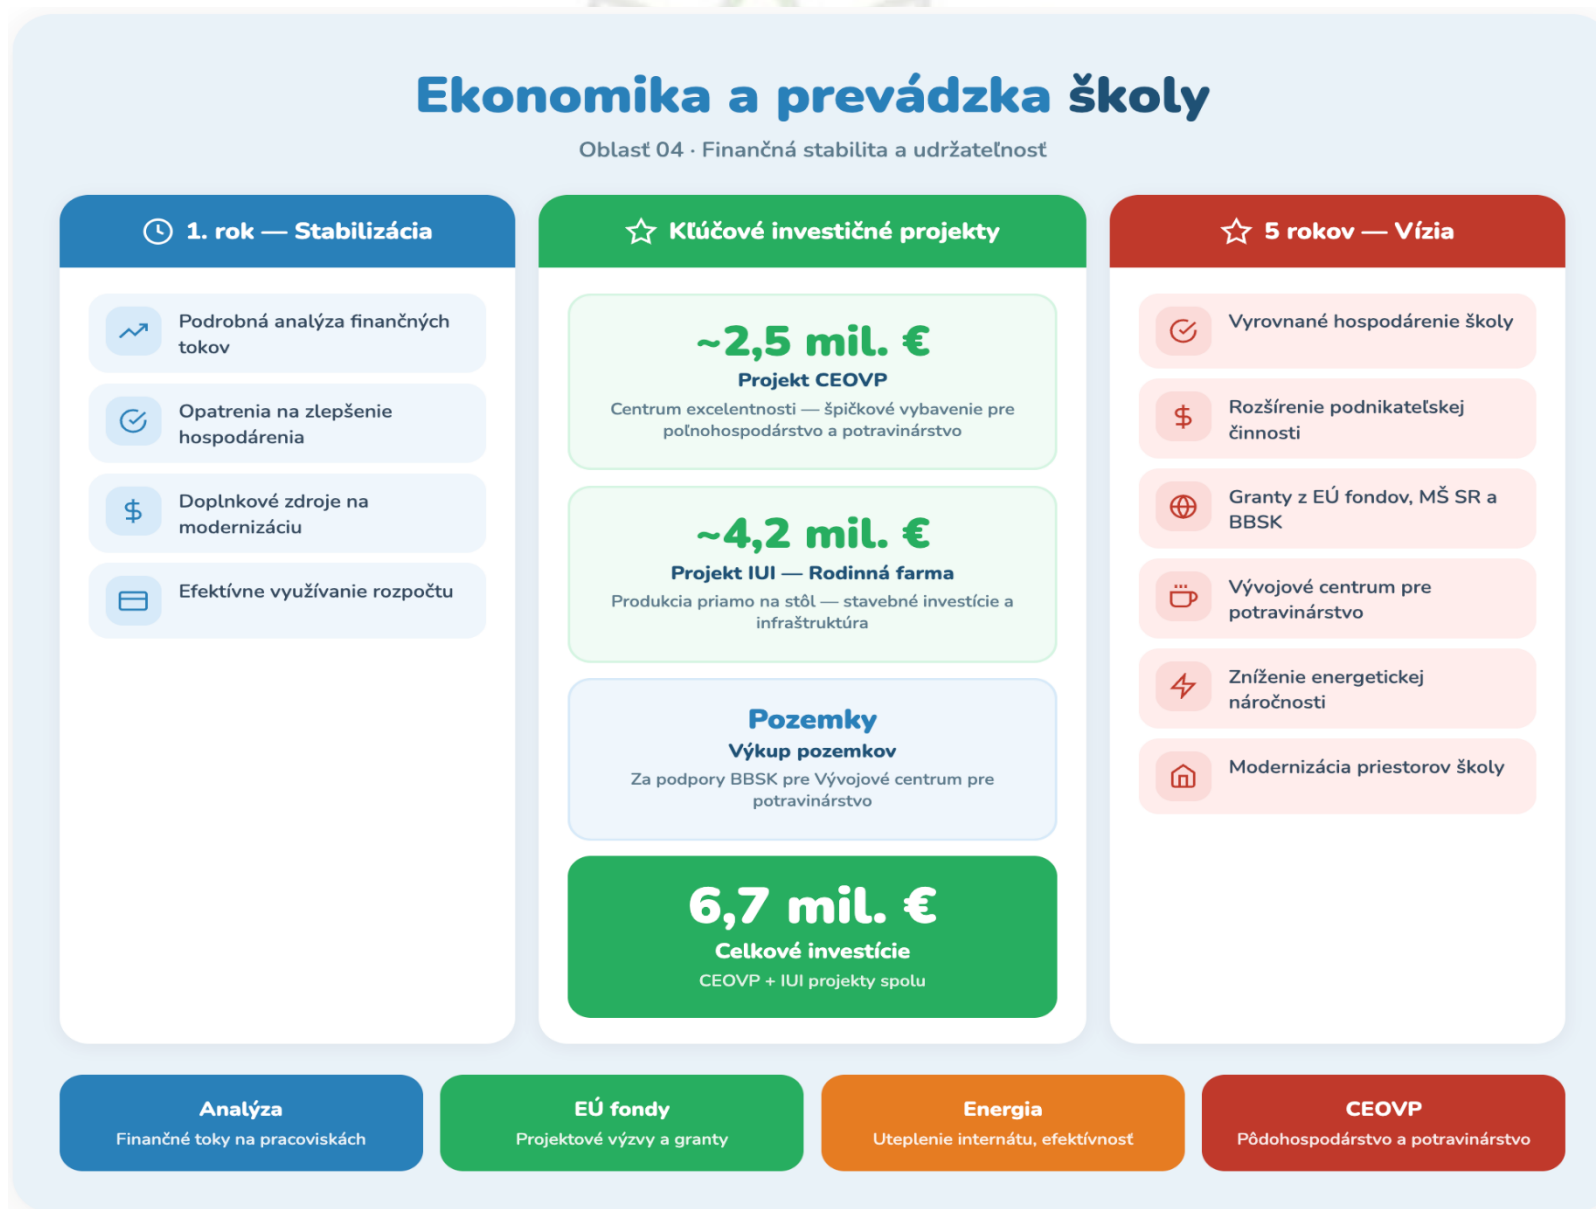 Ekonomika a prevádzka školy
Oblasť 04 · Finančná stabilita a udržateľnosť
1. rok — Stabilizácia
Podrobná analýza finančných
tokov
Opatrenia na zlepšenie
hospodárenia
Doplnkové zdroje na
modernizáciu
Efektívne využívanie rozpočtu
Kľúčové investičné projekty
~2,5 mil. €
Projekt CEOVP
Centrum excelentnosti — špičkové vybavenie pre
poľnohospodárstvo a potravinárstvo
~4,2 mil. €
Projekt IUI — Rodinná farma
Produkcia priamo na stôl — stavebné investície a
infraštruktúra
Pozemky
Výkup pozemkov
Za podpory BBSK pre Vývojové centrum pre
potravinárstvo
6,7 mil. €
Celkové investície
CEOVP + IUI projekty spolu
5 rokov — Vízia
Vyrovnané hospodárenie školy
Rozšírenie podnikateľskej
činnosti
Granty z EÚ fondov, MŠ SR a
BBSK
Vývojové centrum pre
potravinárstvo
Zníženie energetickej
náročnosti
Modernizácia priestorov školy
Analýza
Finančné toky na pracoviskách
EÚ fondy
Projektové výzvy a granty
Energia
Uteplenie internátu, efektívnosť
CEOVP
Pôdohospodárstvo a potravinárstvo